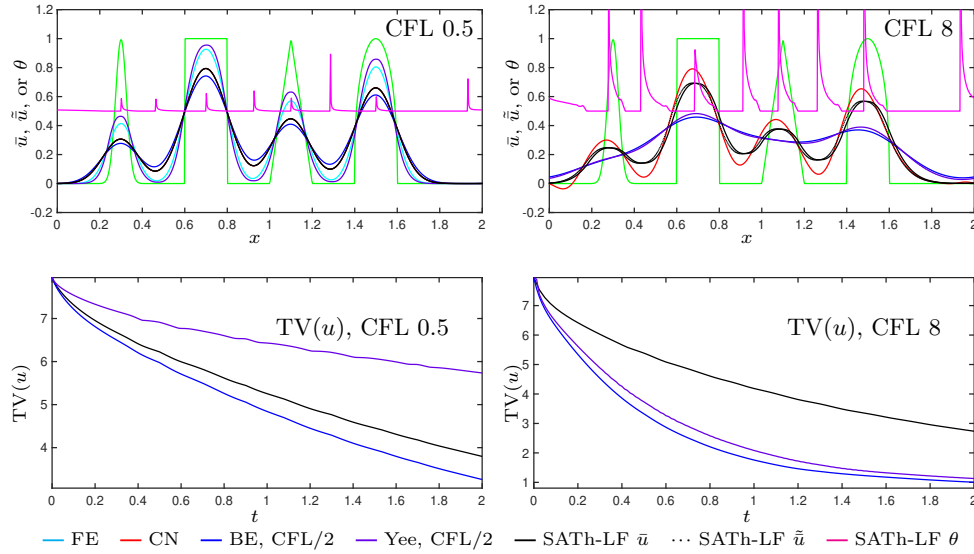 CFL 0.5
ū, ũ̄, or θ
1.2
1
0.8
0.6
0.4
0.2
0
-0.2
0 0.2 0.4 0.6 0.8 1 1.2 1.4 1.6 1.8 2
x
CFL 8
ū, ũ̄, or θ
1.2
1
0.8
0.6
0.4
0.2
0
-0.2
0 0.2 0.4 0.6 0.8 1 1.2 1.4 1.6 1.8 2
x
TV(u), CFL 0.5
TV(u)
7
6
5
4
0 0.2 0.4 0.6 0.8 1 1.2 1.4 1.6 1.8 2
t
TV(u), CFL 8
TV(u)
7
6
5
4
3
2
1
0 0.2 0.4 0.6 0.8 1 1.2 1.4 1.6 1.8 2
t
FE CN BE, CFL/2 Yee, CFL/2 SATh-LF ū SATh-LF ũ̄ SATh-LF θ